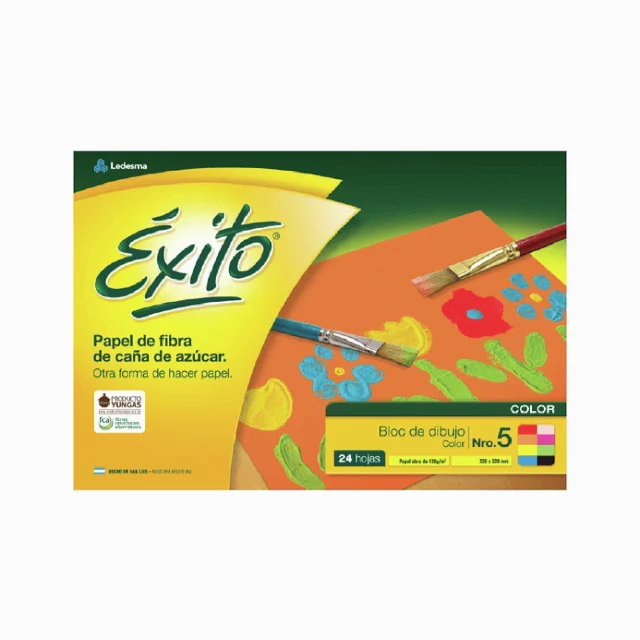 Ledesma
Éxito®
Papel de fibra
de caña de azúcar.
Otra forma de hacer papel.
PRODUCTO
YUNGAS
fca
COLOR
Bloc de dibujo
Color
Nro. 5
24 hojas